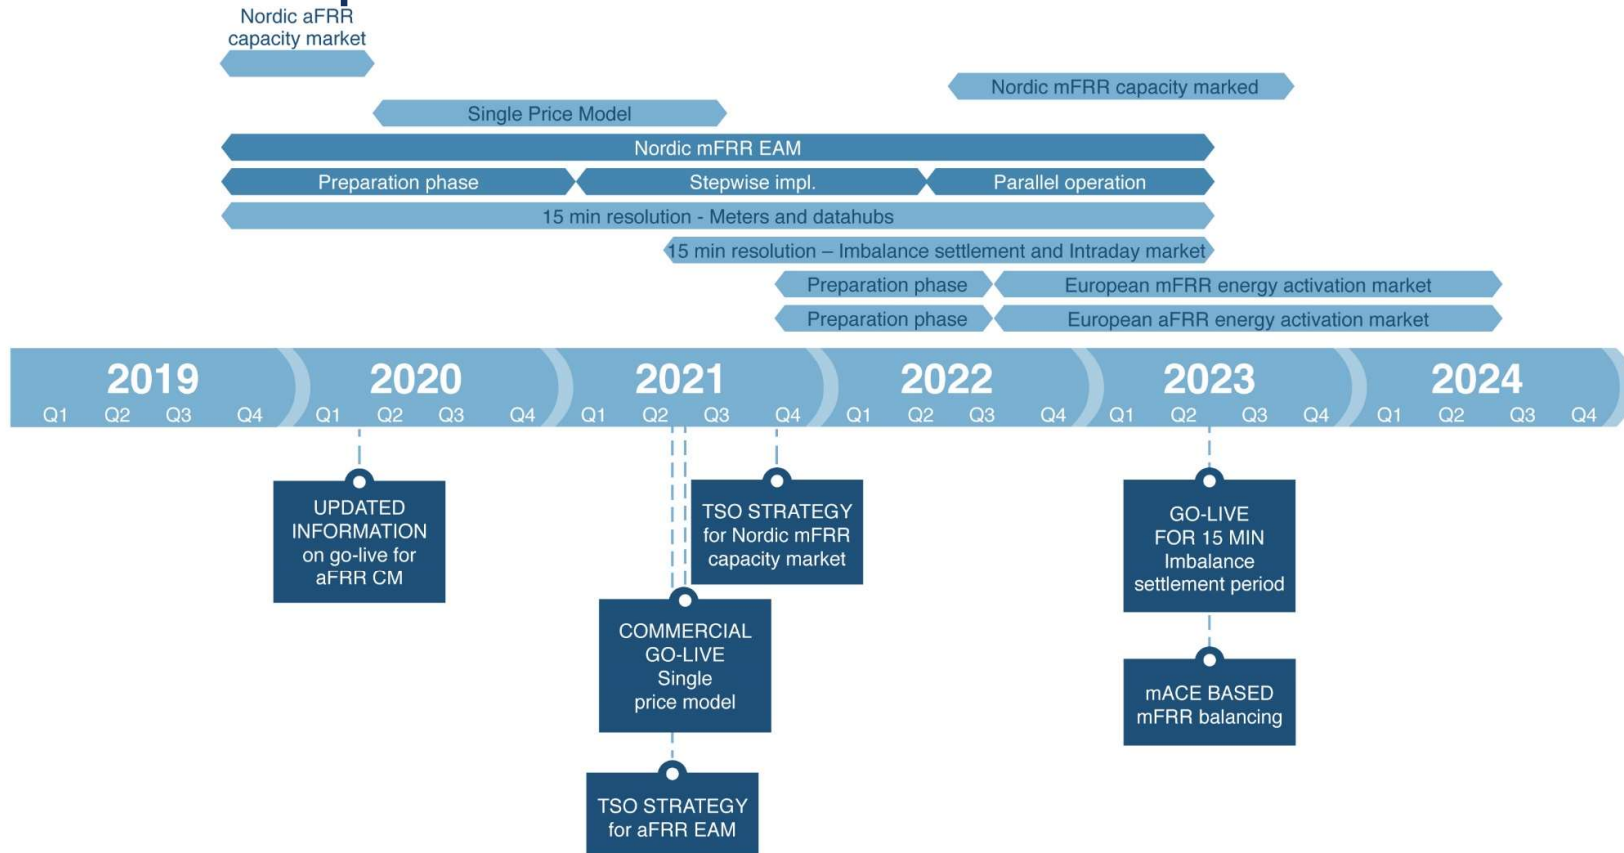 Nordic aFRR
capacity market
Nordic mFRR capacity marked
Single Price Model
Nordic mFRR EAM
Preparation phase
Stepwise impl.
Parallel operation
15 min resolution - Meters and datahubs
15 min resolution – Imbalance settlement and Intraday market
Preparation phase
European mFRR energy activation market
Preparation phase
European aFRR energy activation market
2019
2020
2021
2022
2023
2024
Q1 Q2 Q3 Q4 Q1 Q2 Q3 Q4 Q1 Q2 Q3 Q4 Q1 Q2 Q3 Q4 Q1 Q2 Q3 Q4 Q1 Q2 Q3 Q4
UPDATED
INFORMATION
on go-live for
aFRR CM
TSO STRATEGY
for Nordic mFRR
capacity market
GO-LIVE
FOR 15 MIN
Imbalance
settlement period
COMMERCIAL
GO-LIVE
Single
price model
mACE BASED
mFRR balancing
TSO STRATEGY
for aFRR EAM